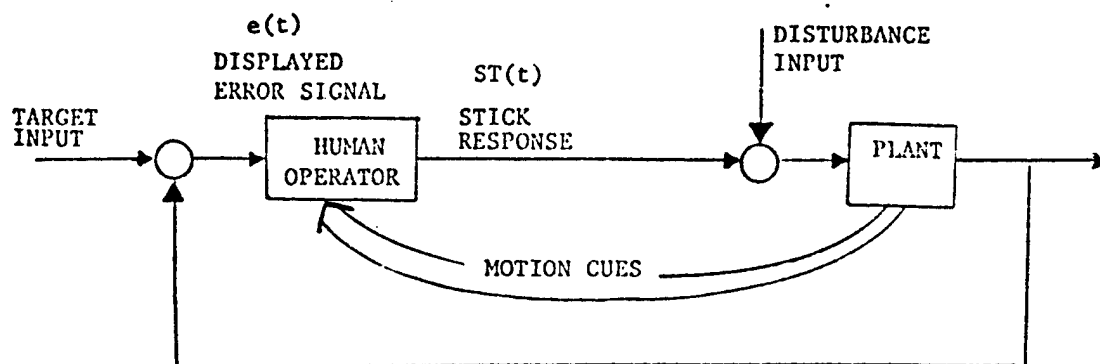 e(t)
DISPLAYED
ERROR SIGNAL
ST(t)
STICK
RESPONSE
DISTURBANCE
INPUT
TARGET
INPUT
HUMAN
OPERATOR
PLANT
MOTION CUES